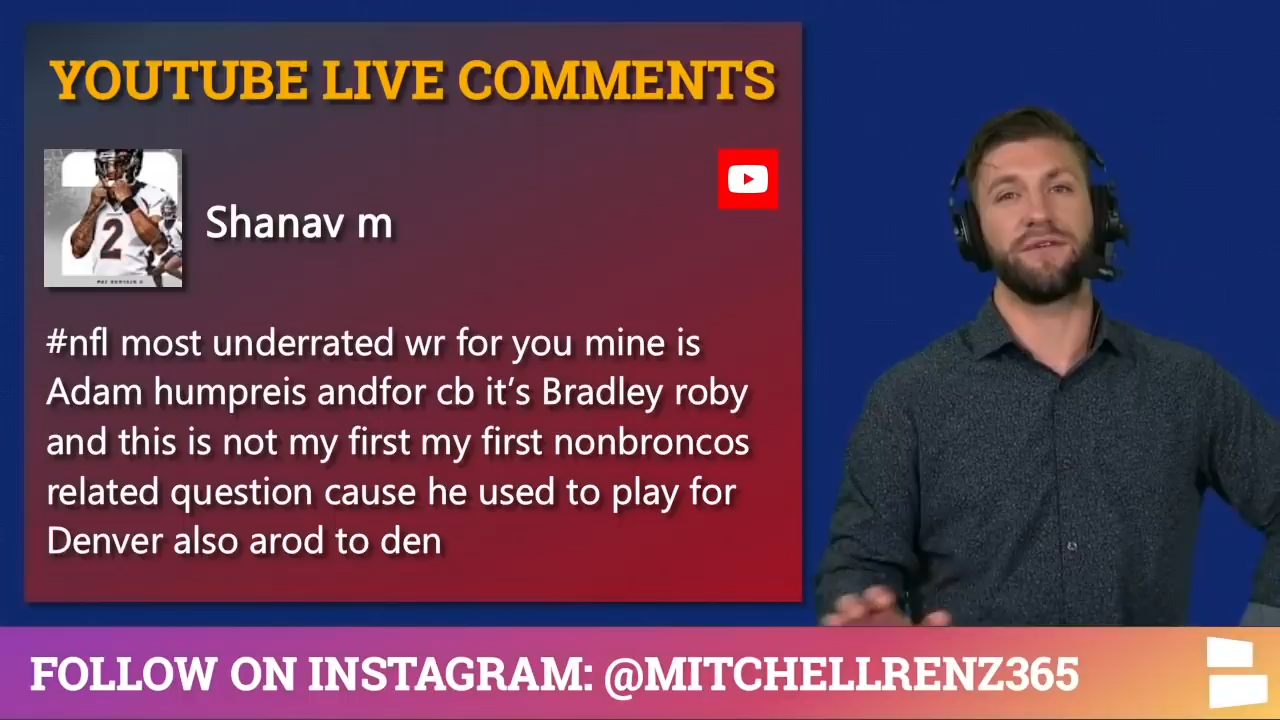 YOUTUBE LIVE COMMENTS
2
Shanav m
#nfl most underrated wr for you mine is
Adam humpreis andfor cb it’s Bradley roby
and this is not my first my first nonbroncos
related question cause he used to play for
Denver also arod to den
FOLLOW ON INSTAGRAM: @MITCHELLRENZ365